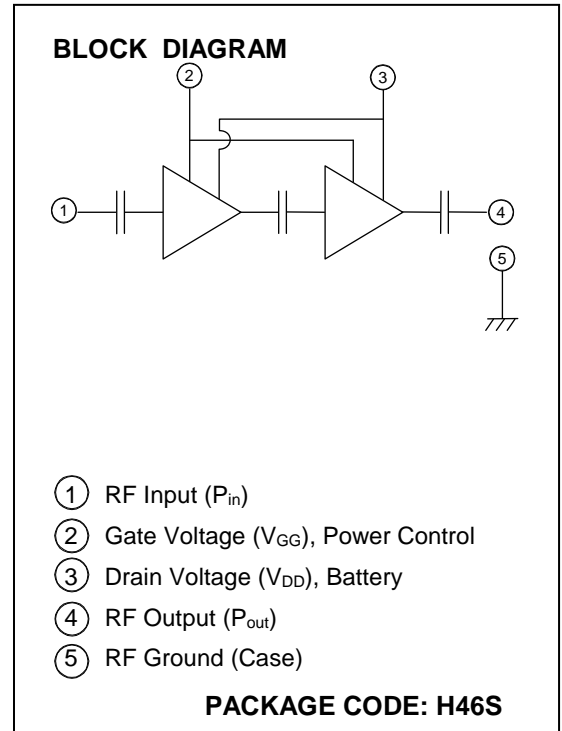 BLOCK DIAGRAM
2
3
1
4
5
1 RF Input (Pin)
2 Gate Voltage (VGG), Power Control
3 Drain Voltage (VDD), Battery
4 RF Output (Pout)
5 RF Ground (Case)
PACKAGE CODE: H46S